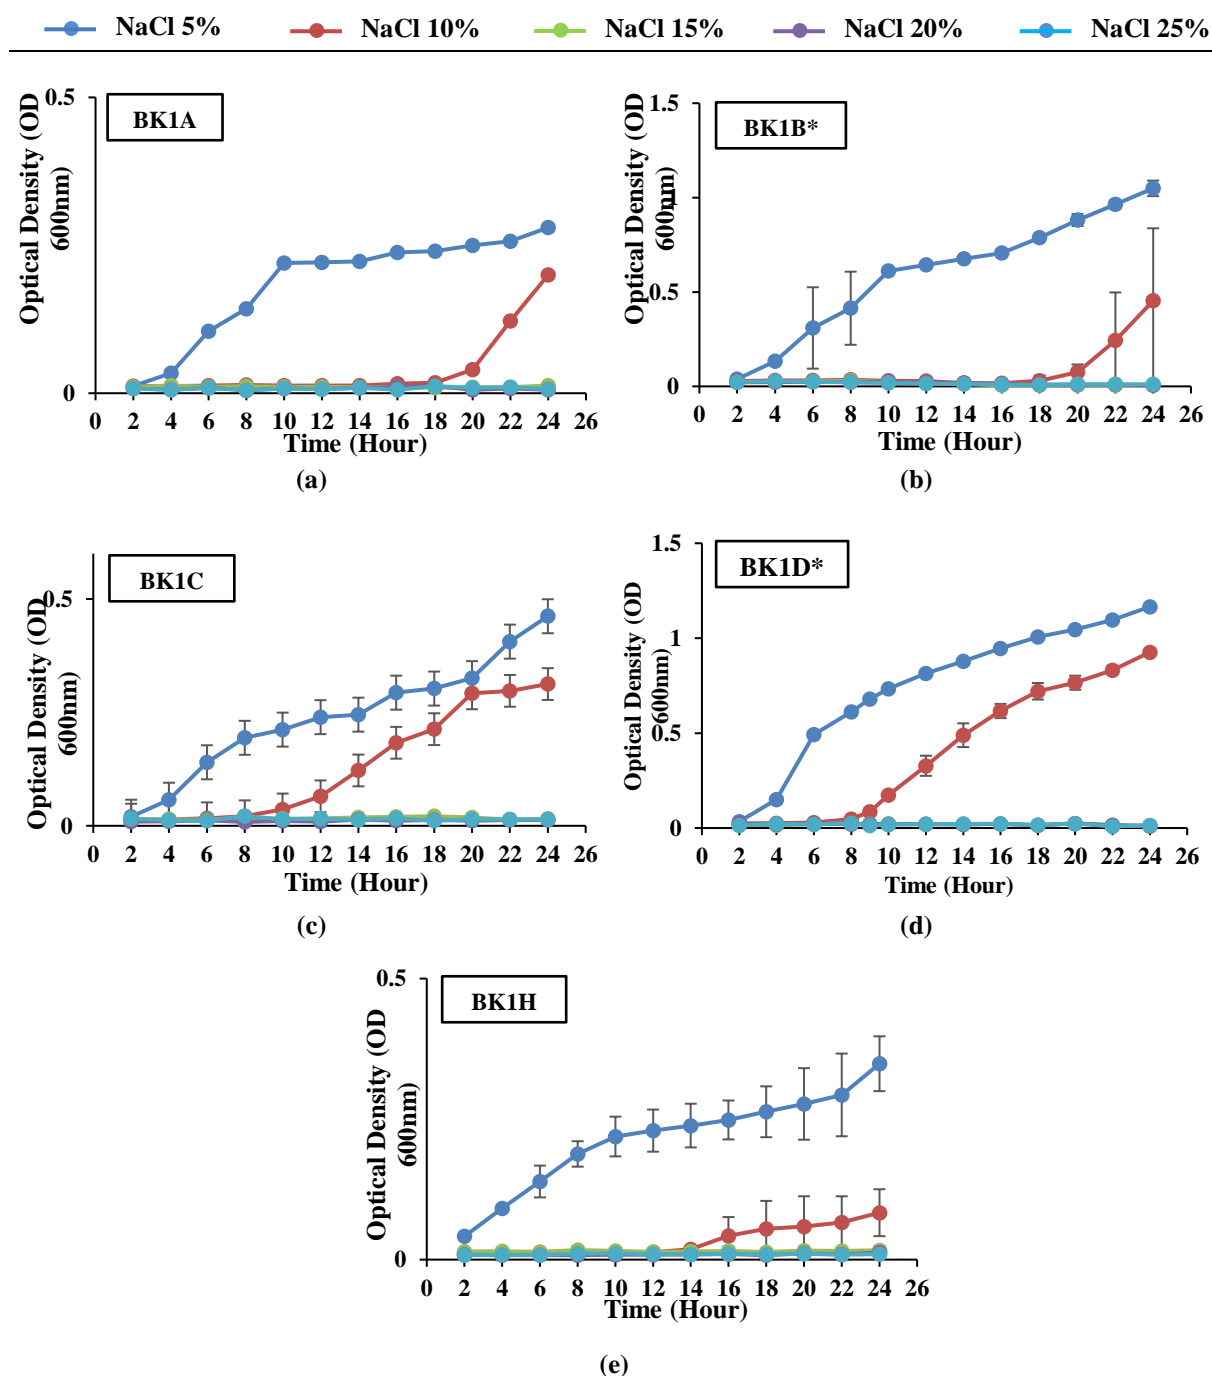 NaCl 5% NaCl 10% NaCl 15% NaCl 20% NaCl 25%
BK1A
Optical Density (OD
600nm)
0.5
0
0 2 4 6 8 10 12 14 16 18 20 22 24 26
Time (Hour)
(a)
BK1B*
Optical Density (OD
600nm)
1.5
1
0.5
0
0 2 4 6 8 10 12 14 16 18 20 22 24 26
Time (Hour)
(b)
BK1C
Optical Density (OD
600nm)
0.5
0
0 2 4 6 8 10 12 14 16 18 20 22 24 26
Time (Hour)
(c)
BK1D*
Optical Density (OD
600nm)
1.5
1
0.5
0
0 2 4 6 8 10 12 14 16 18 20 22 24 26
Time (Hour)
(d)
BK1H
Optical Density (OD
600nm)
0.5
0
0 2 4 6 8 10 12 14 16 18 20 22 24 26
Time (Hour)
(e)